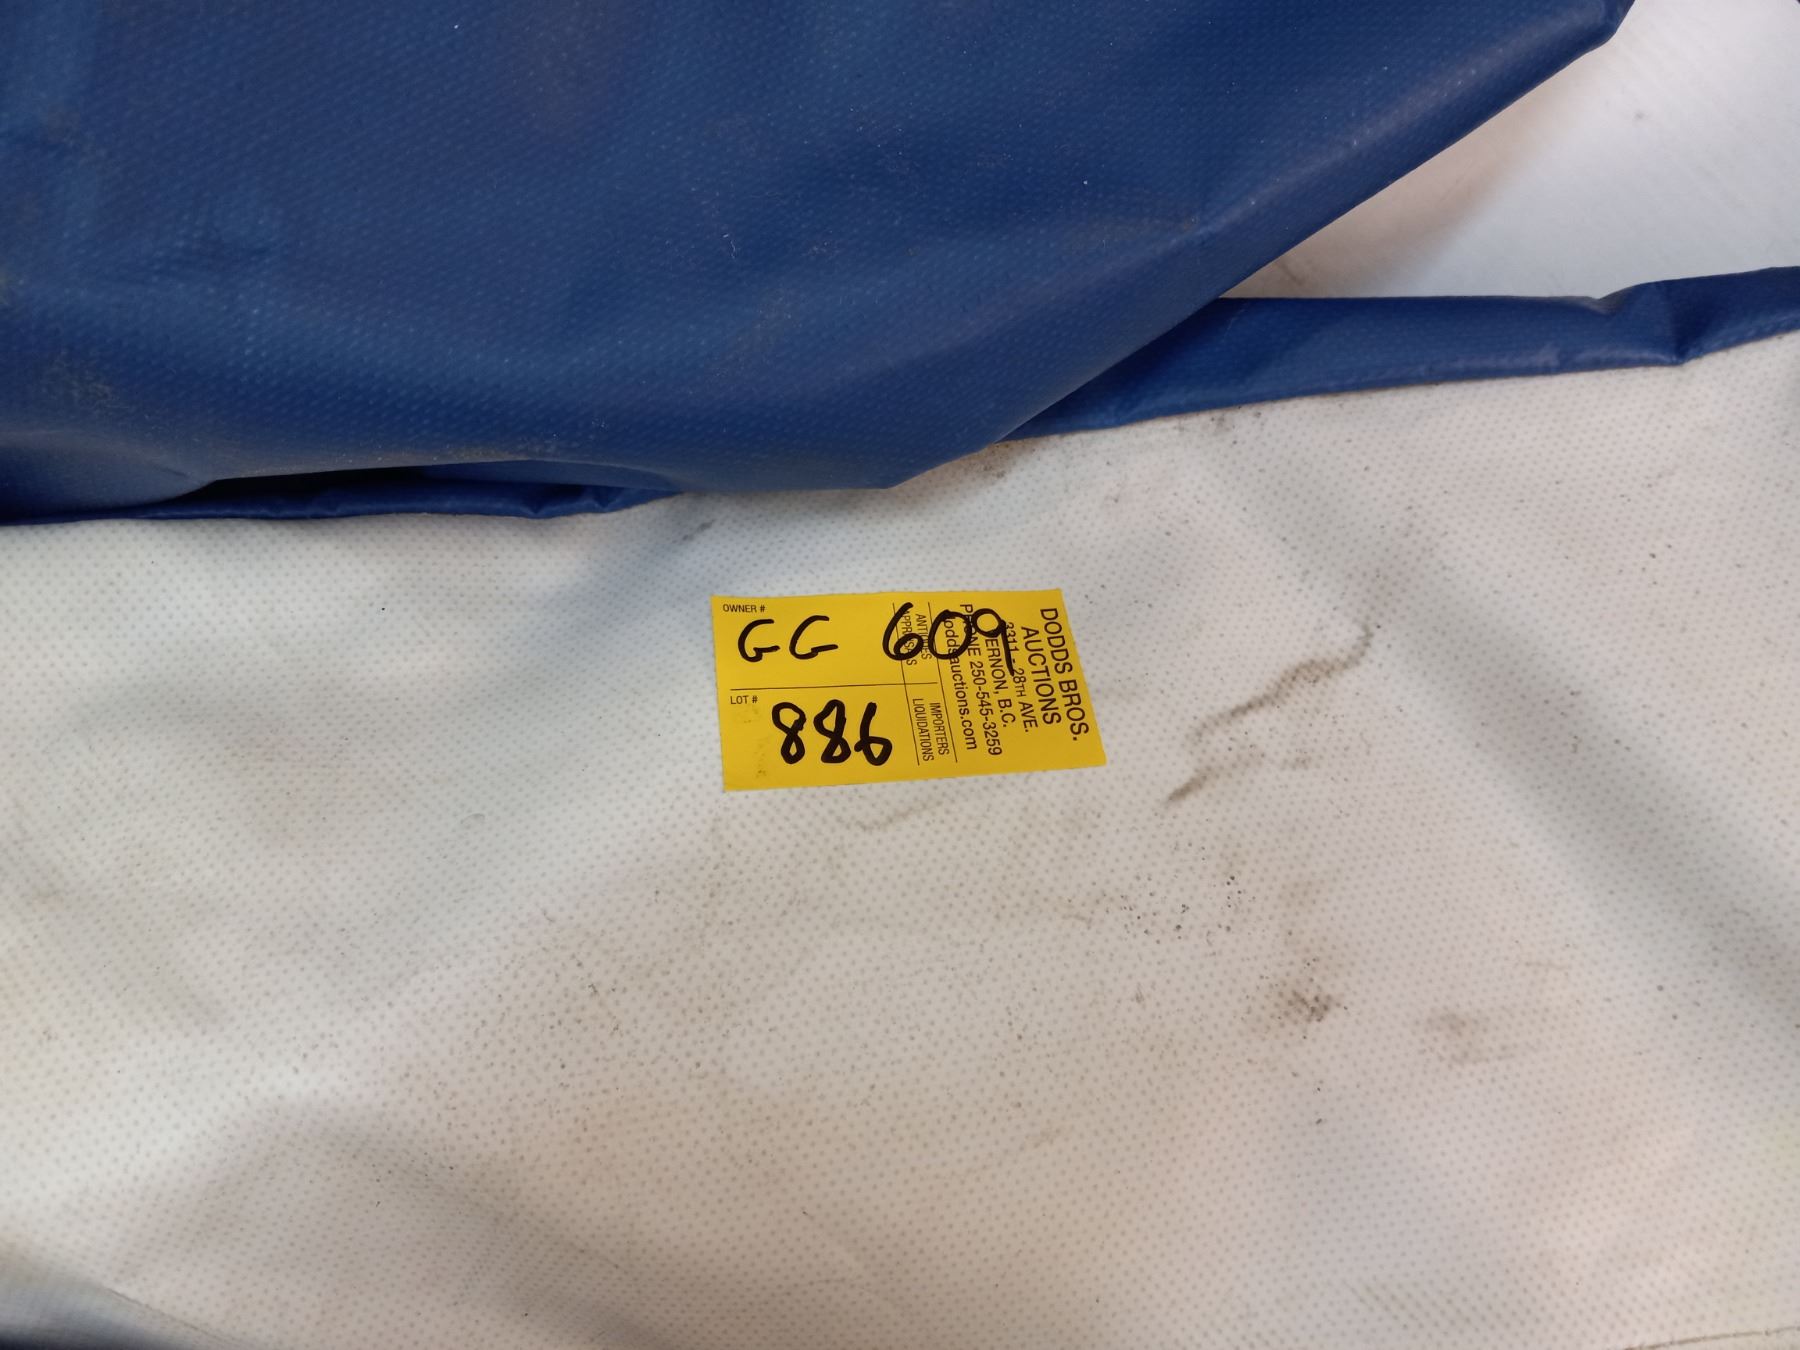 OWNER #
GG 609
LOT #
886
DODDS BROS.
AUCTIONS
3311 - 28TH AVE.
VERNON, B.C.
PHONE 250-545-3259
doddsauctions.com
ANTIQUES IMPORTERS
APPRAISALS LIQUIDATIONS